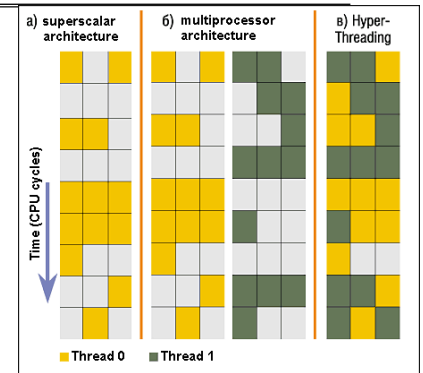 а) superscalar
architecture
б) multiprocessor
architecture
в) Hyper-
Threading
Time (CPU cycles)
Thread 0
Thread 1